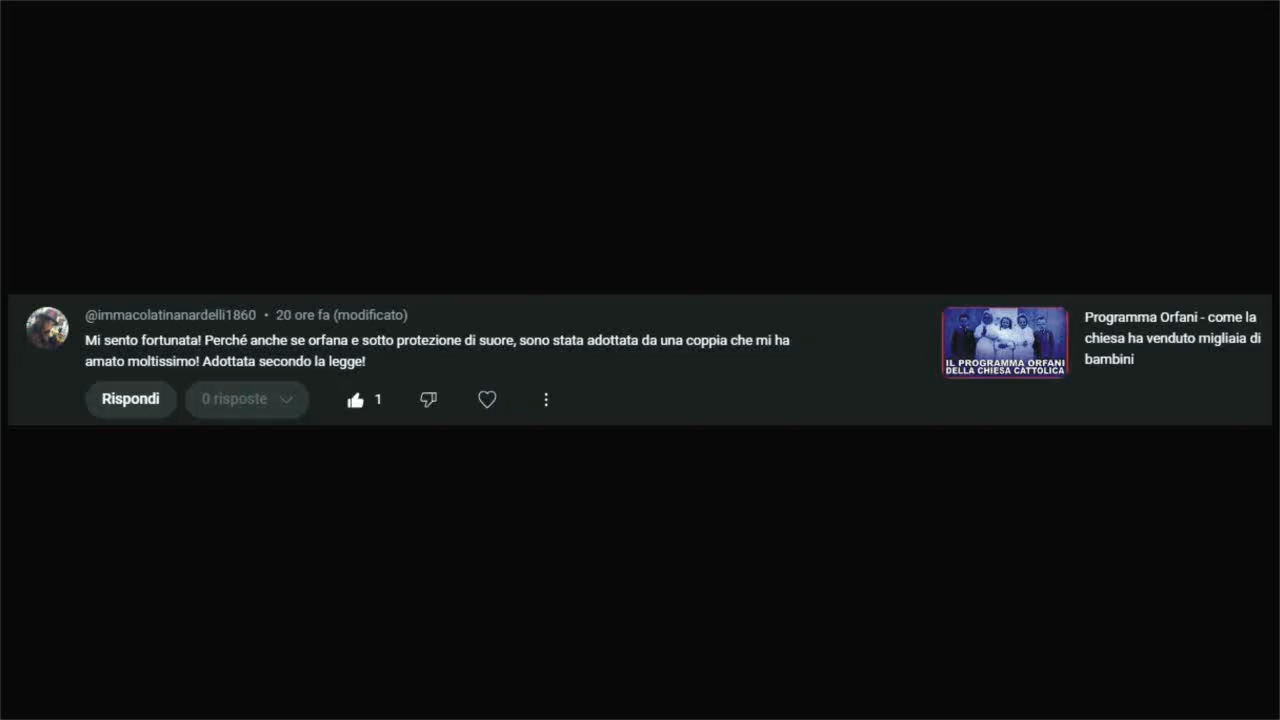 @immacolatinanardelli1860 • 20 ore fa (modificato)
Mi sento fortunata! Perché anche se orfana e sotto protezione di suore, sono stata adottata da una coppia che mi ha
amato moltissimo! Adottata secondo la legge!
Rispondi
0 risposte
1
IL PROGRAMMA ORFANI
DELLA CHIESA CATTOLICA
Programma Orfani - come la
chiesa ha venduto migliaia di
bambini